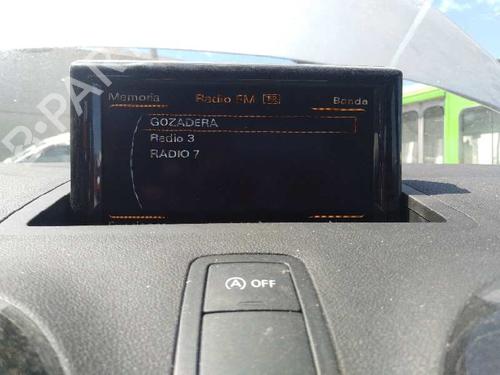 Memoria Radio FM Banda
GOZADERA
Radio 3
RADIO 7
A OFF